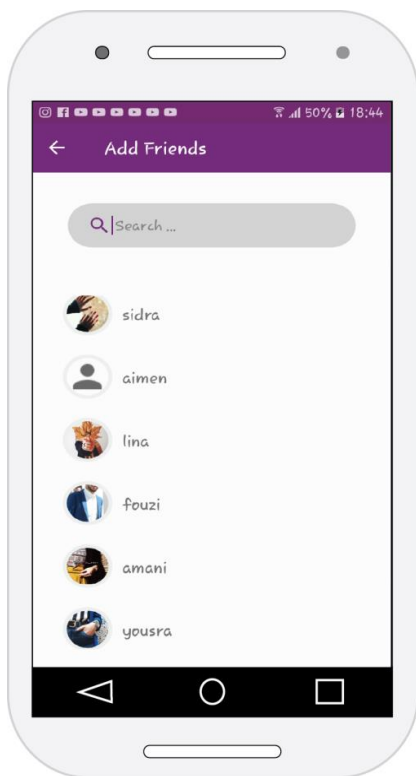 50% 18:44
Add Friends
Search ...
sidra
aimen
lina
fouzi
amani
yousra